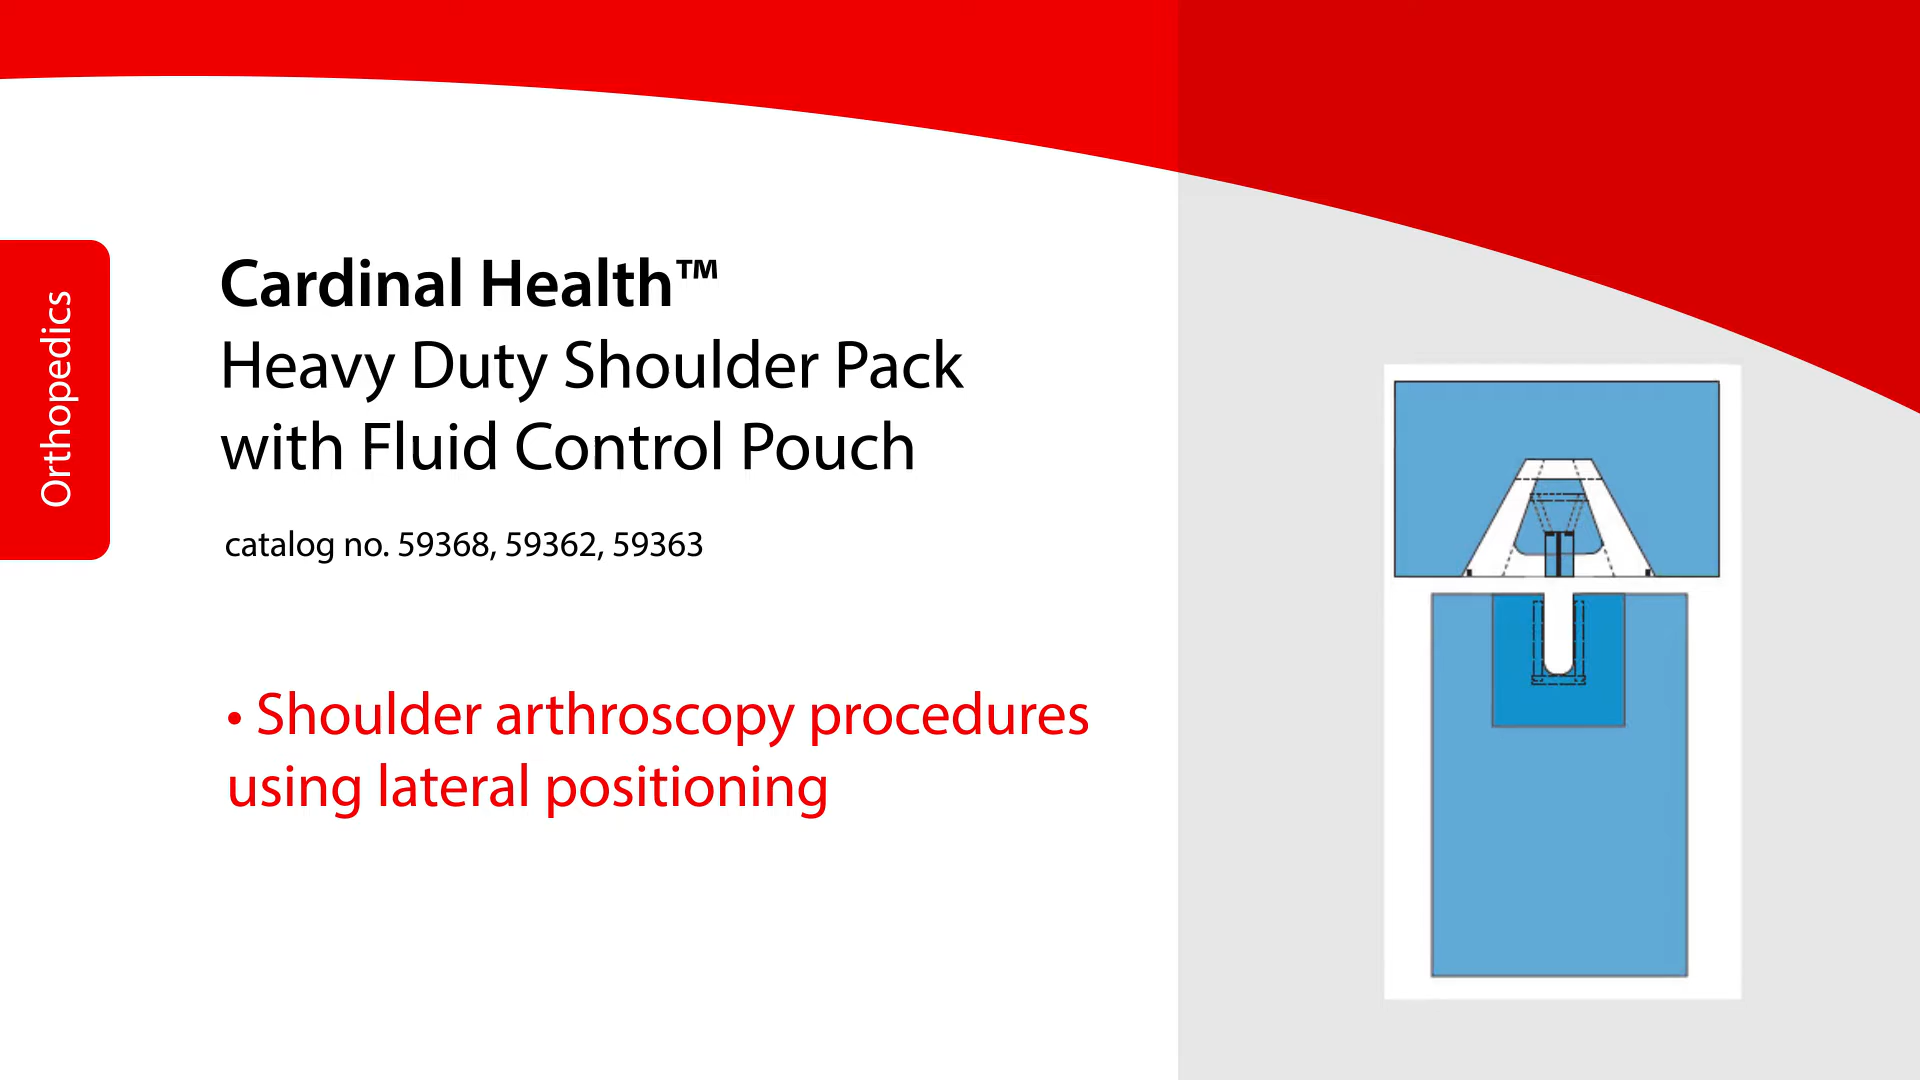 Orthopedics
Cardinal Health™
Heavy Duty Shoulder Pack
with Fluid Control Pouch
catalog no. 59368, 59362, 59363
• Shoulder arthroscopy procedures
using lateral positioning